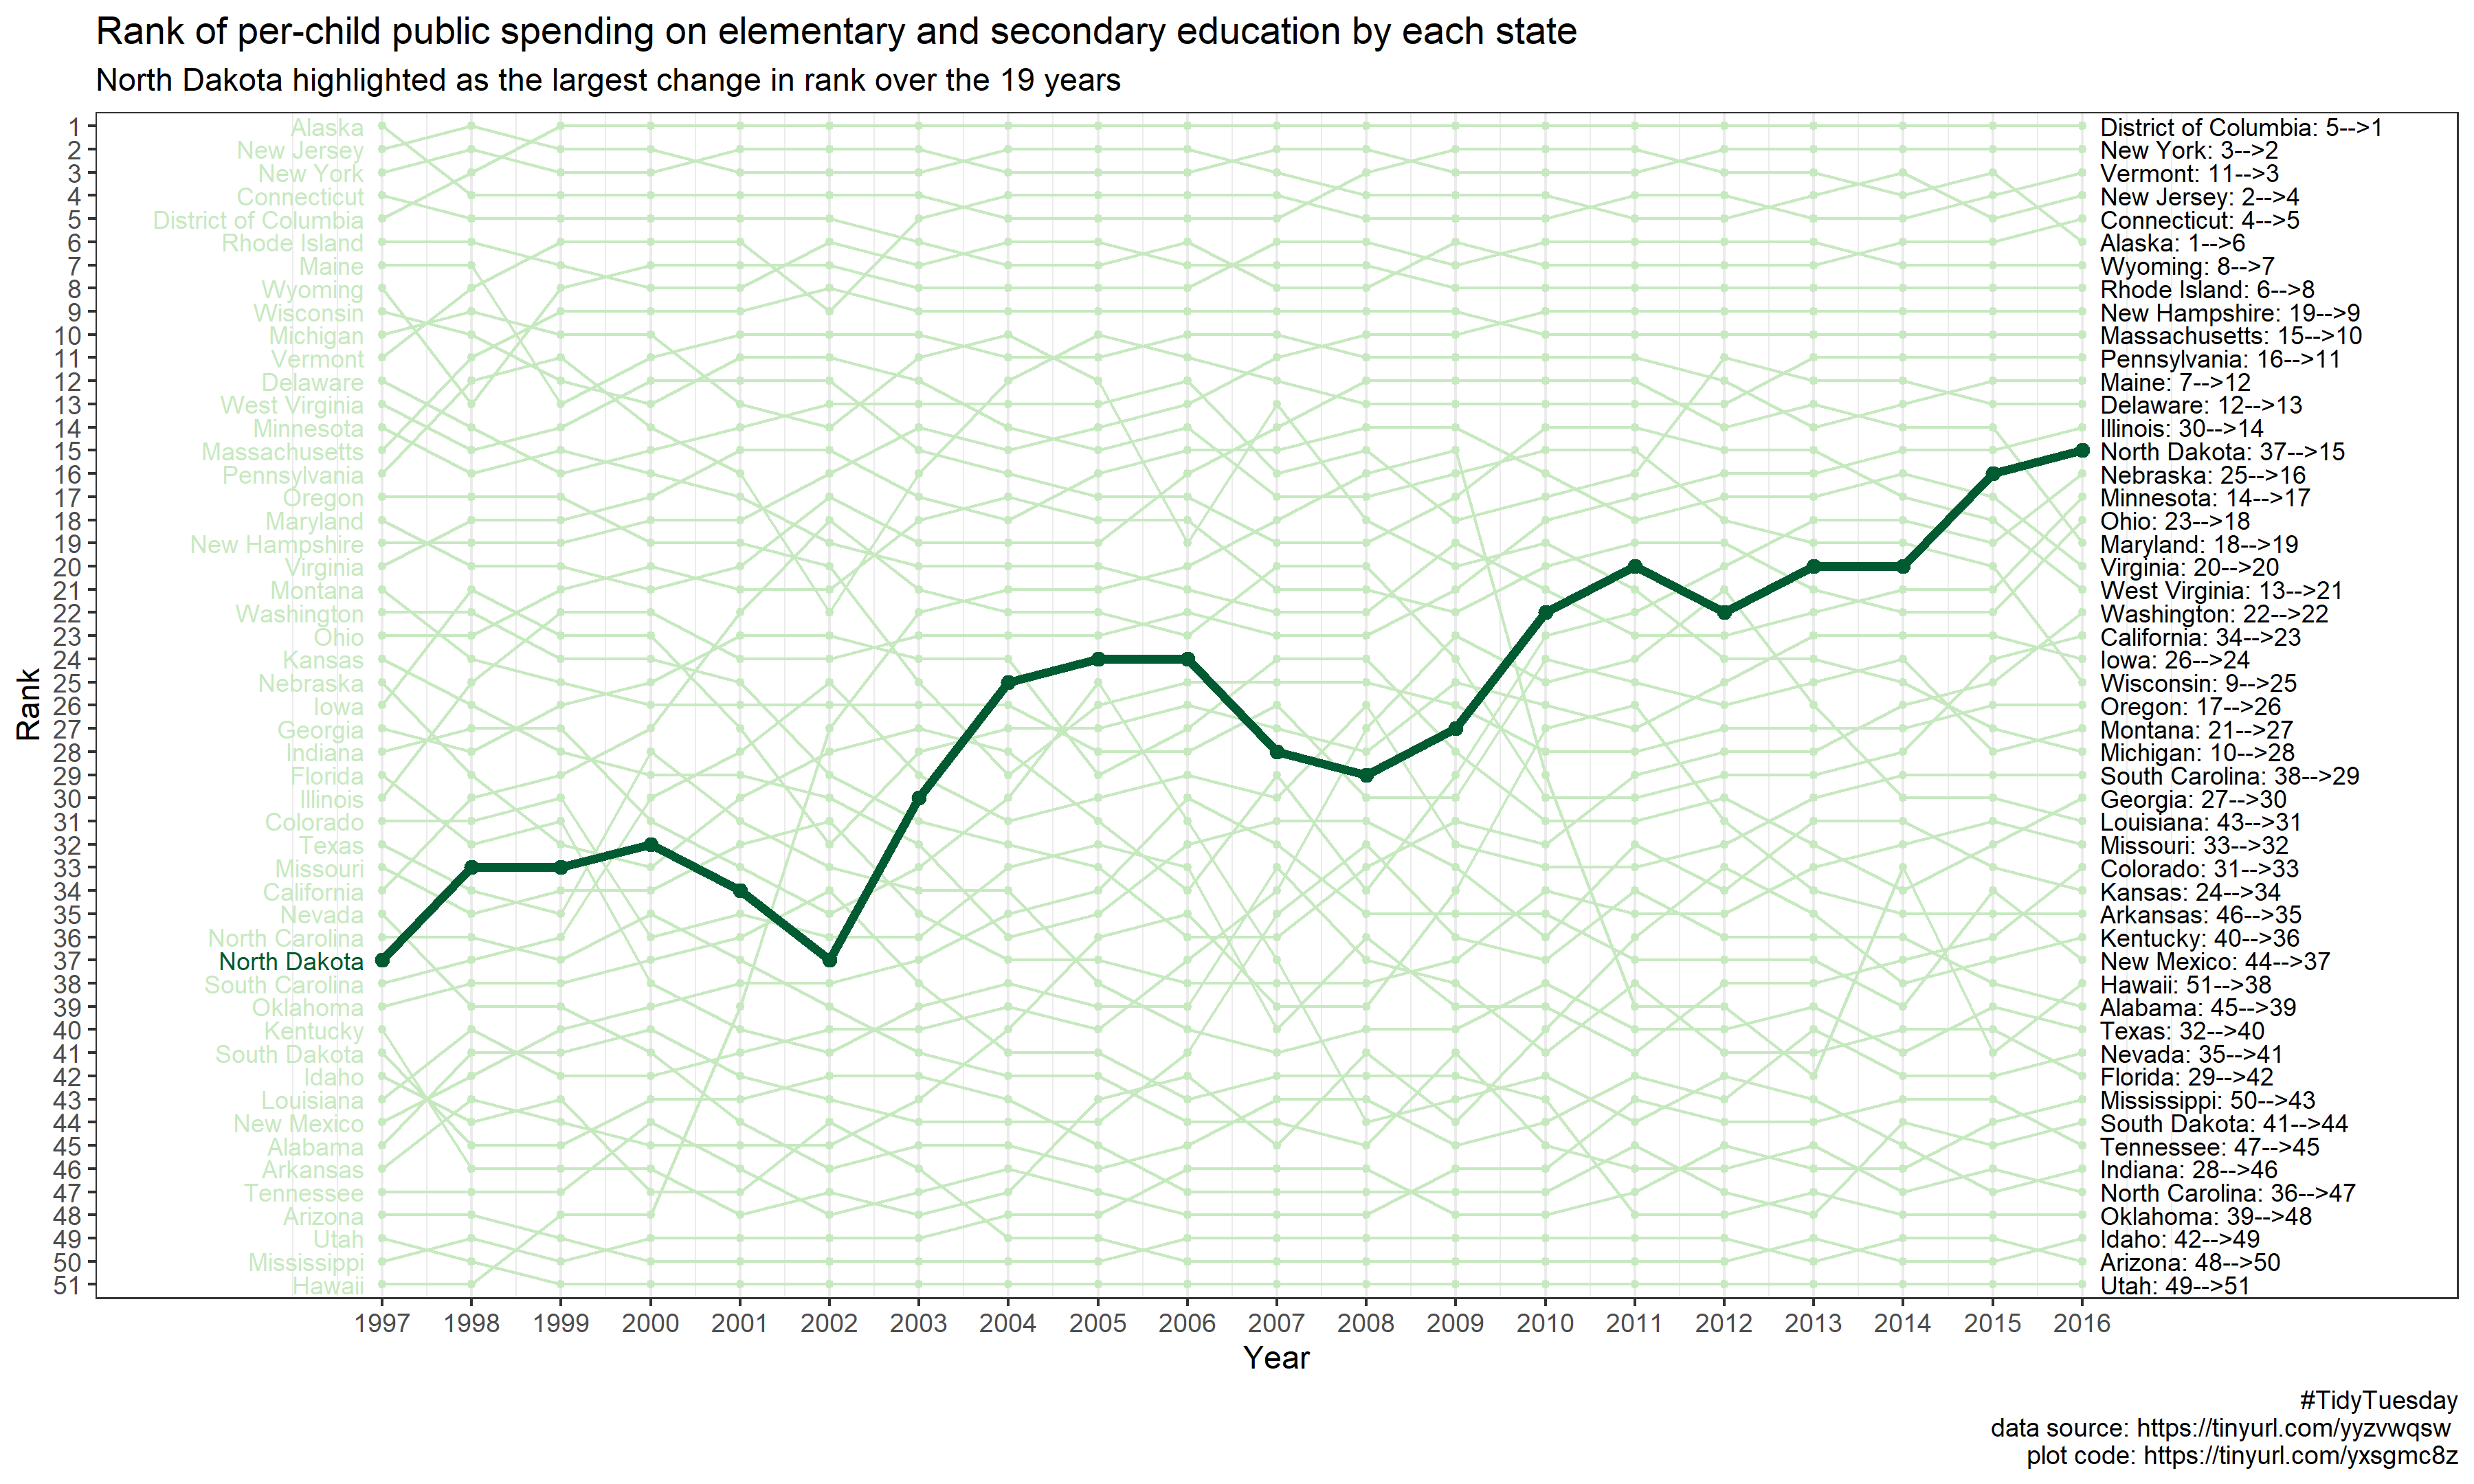 Rank of per-child public spending on elementary and secondary education by each state
North Dakota highlighted as the largest change in rank over the 19 years
Rank
1 Alaska District of Columbia: 5-->1
2 New Jersey New York: 3-->2
3 New York Vermont: 11-->3
4 Connecticut New Jersey: 2-->4
5 District of Columbia Connecticut: 4-->5
6 Rhode Island Alaska: 1-->6
7 Maine Wyoming: 8-->7
8 Wyoming Rhode Island: 6-->8
9 Wisconsin New Hampshire: 19-->9
10 Michigan Massachusetts: 15-->10
11 Vermont Pennsylvania: 16-->11
12 Delaware Maine: 7-->12
13 West Virginia Delaware: 12-->13
14 Minnesota Illinois: 30-->14
15 Massachusetts North Dakota: 37-->15
16 Pennsylvania Nebraska: 25-->16
17 Oregon Minnesota: 14-->17
18 Maryland Ohio: 23-->18
19 New Hampshire Maryland: 18-->19
20 Virginia Virginia: 20-->20
21 Montana West Virginia: 13-->21
22 Washington Washington: 22-->22
23 Ohio California: 34-->23
24 Kansas Iowa: 26-->24
25 Nebraska Wisconsin: 9-->25
26 Iowa Oregon: 17-->26
27 Georgia Montana: 21-->27
28 Indiana Michigan: 10-->28
29 Florida South Carolina: 38-->29
30 Illinois Georgia: 27-->30
31 Colorado Louisiana: 43-->31
32 Texas Missouri: 33-->32
33 Missouri Colorado: 31-->33
34 California Kansas: 24-->34
35 Nevada Arkansas: 46-->35
36 North Carolina Kentucky: 40-->36
37 North Dakota New Mexico: 44-->37
38 South Carolina Hawaii: 51-->38
39 Oklahoma Alabama: 45-->39
40 Kentucky Texas: 32-->40
41 South Dakota Nevada: 35-->41
42 Idaho Florida: 29-->42
43 Louisiana Mississippi: 50-->43
44 New Mexico South Dakota: 41-->44
45 Alabama Tennessee: 47-->45
46 Arkansas Indiana: 28-->46
47 Tennessee North Carolina: 36-->47
48 Arizona Oklahoma: 39-->48
49 Utah Idaho: 42-->49
50 Mississippi Arizona: 48-->50
51 Hawaii Utah: 49-->51
1997 1998 1999 2000 2001 2002 2003 2004 2005 2006 2007 2008 2009 2010 2011 2012 2013 2014 2015 2016
Year
#TidyTuesday
data source: https://tinyurl.com/yyzvwqsw
plot code: https://tinyurl.com/yxsgmc8z